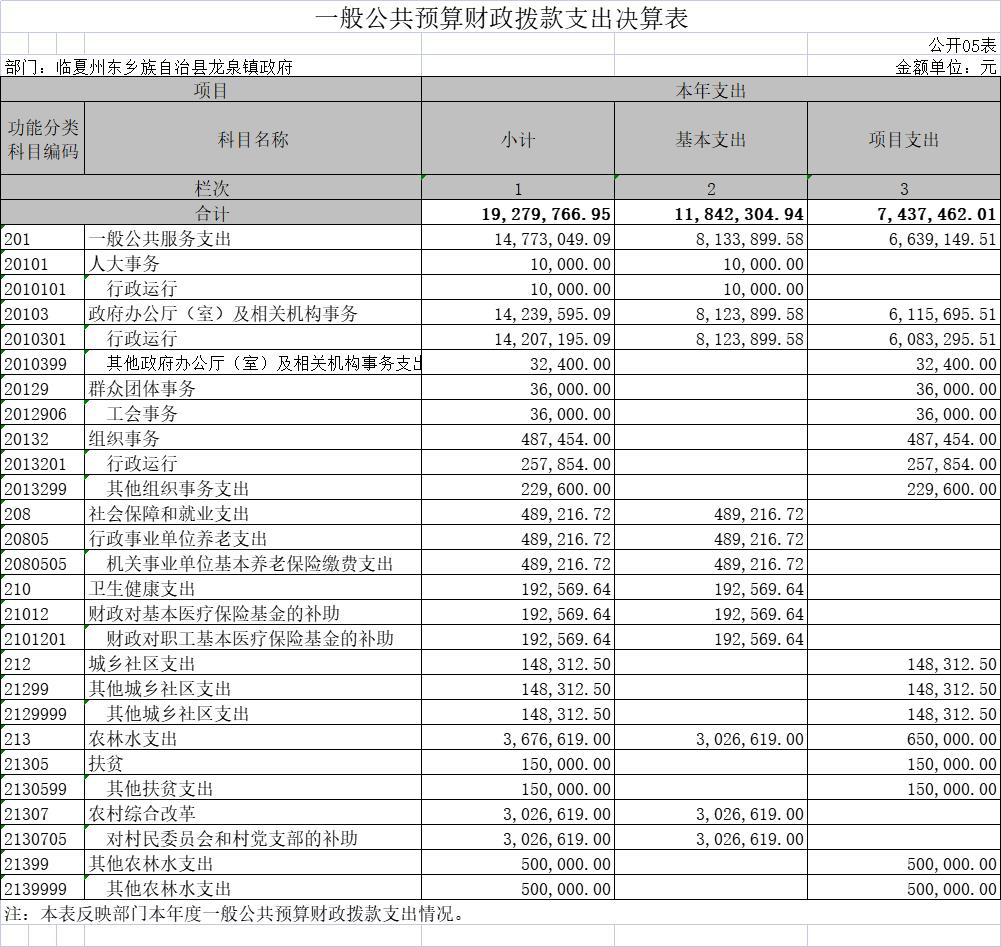 一般公共预算财政拨款支出决算表
公开05表
部门：临夏州东乡族自治县龙泉镇政府 金额单位：元
项目 本年支出
功能分类科目编码 科目名称 小计 基本支出 项目支出
栏次 1 2 3
合计 19,279,766.95 11,842,304.94 7,437,462.01
201 一般公共服务支出 14,773,049.09 8,133,899.58 6,639,149.51
20101 人大事务 10,000.00 10,000.00
2010101 行政运行 10,000.00 10,000.00
20103 政府办公厅（室）及相关机构事务 14,239,595.09 8,123,899.58 6,115,695.51
2010301 行政运行 14,207,195.09 8,123,899.58 6,083,295.51
2010399 其他政府办公厅（室）及相关机构事务支出 32,400.00 32,400.00
20129 群众团体事务 36,000.00 36,000.00
2012906 工会事务 36,000.00 36,000.00
20132 组织事务 487,454.00 487,454.00
2013201 行政运行 257,854.00 257,854.00
2013299 其他组织事务支出 229,600.00 229,600.00
208 社会保障和就业支出 489,216.72 489,216.72
20805 行政事业单位养老支出 489,216.72 489,216.72
2080505 机关事业单位基本养老保险缴费支出 489,216.72 489,216.72
210 卫生健康支出 192,569.64 192,569.64
21012 财政对基本医疗保险基金的补助 192,569.64 192,569.64
2101201 财政对职工基本医疗保险基金的补助 192,569.64 192,569.64
212 城乡社区支出 148,312.50 148,312.50
21299 其他城乡社区支出 148,312.50 148,312.50
2129999 其他城乡社区支出 148,312.50 148,312.50
213 农林水支出 3,676,619.00 3,026,619.00 650,000.00
21305 扶贫 150,000.00 150,000.00
2130599 其他扶贫支出 150,000.00 150,000.00
21307 农村综合改革 3,026,619.00 3,026,619.00
2130705 对村民委员会和村党支部的补助 3,026,619.00 3,026,619.00
21399 其他农林水支出 500,000.00 500,000.00
2139999 其他农林水支出 500,000.00 500,000.00
注：本表反映部门本年度一般公共预算财政拨款支出情况。